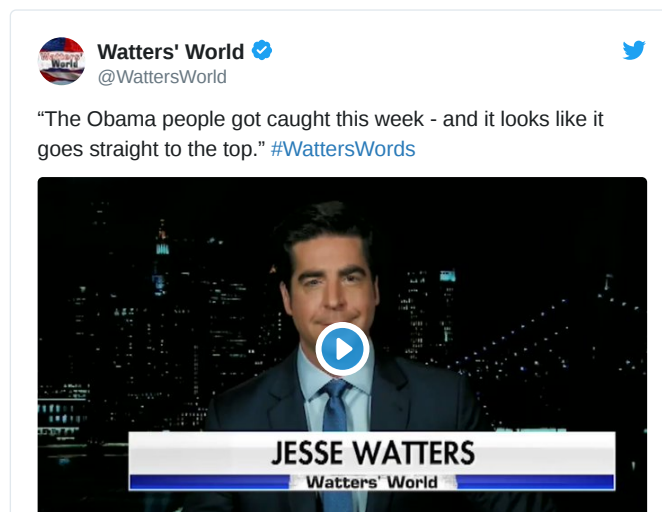 Watters' World
@WattersWorld
“The Obama people got caught this week - and it looks like it
goes straight to the top.” #WattersWords
JESSE WATTERS
Watters' World